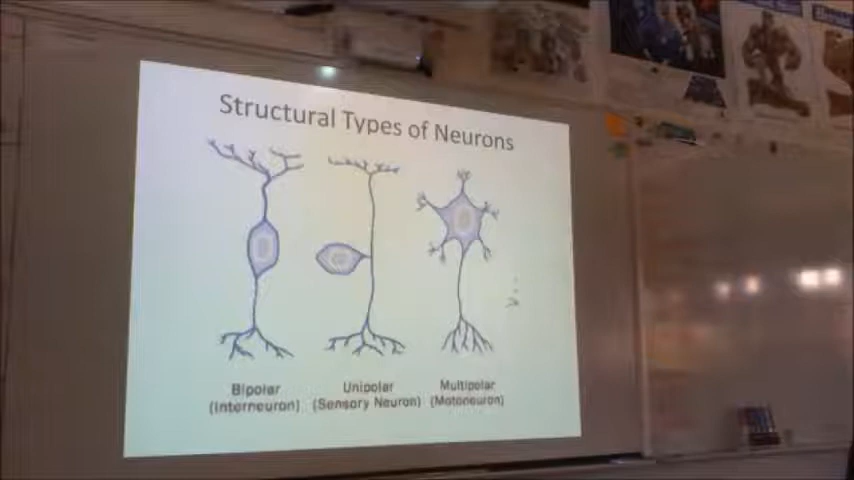 Structural Types of Neurons
Bipolar
(Interneuron)
Unipolar
(Sensory Neuron)
Multipolar
(Motoneuron)